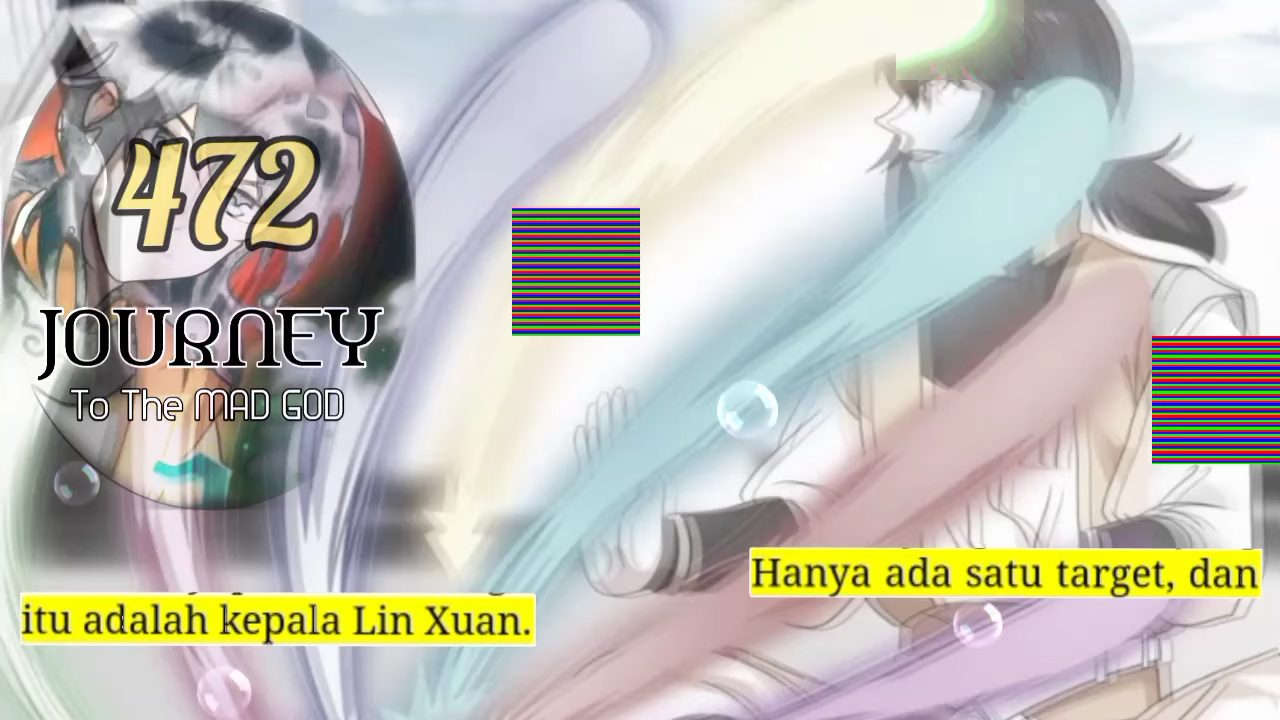 472
JOURNEY
To The MAD GOD
Hanya ada satu target, dan
itu adalah kepala Lin Xuan.